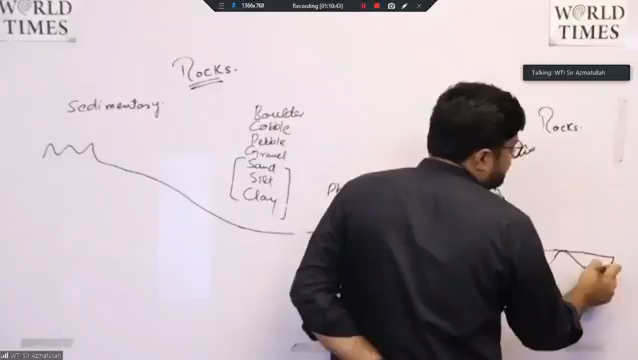 WORLD
TIMES
1366x768
Recording [01:10:43]
WORLD
TIMES
Talking: WTI Sir Azmatullah
Rocks.
Sedimentary.
Boulder
Cobble
Pebble
Gravel
Sand
Silt
Clay
Rocks.
WTI Sir Azmatullah